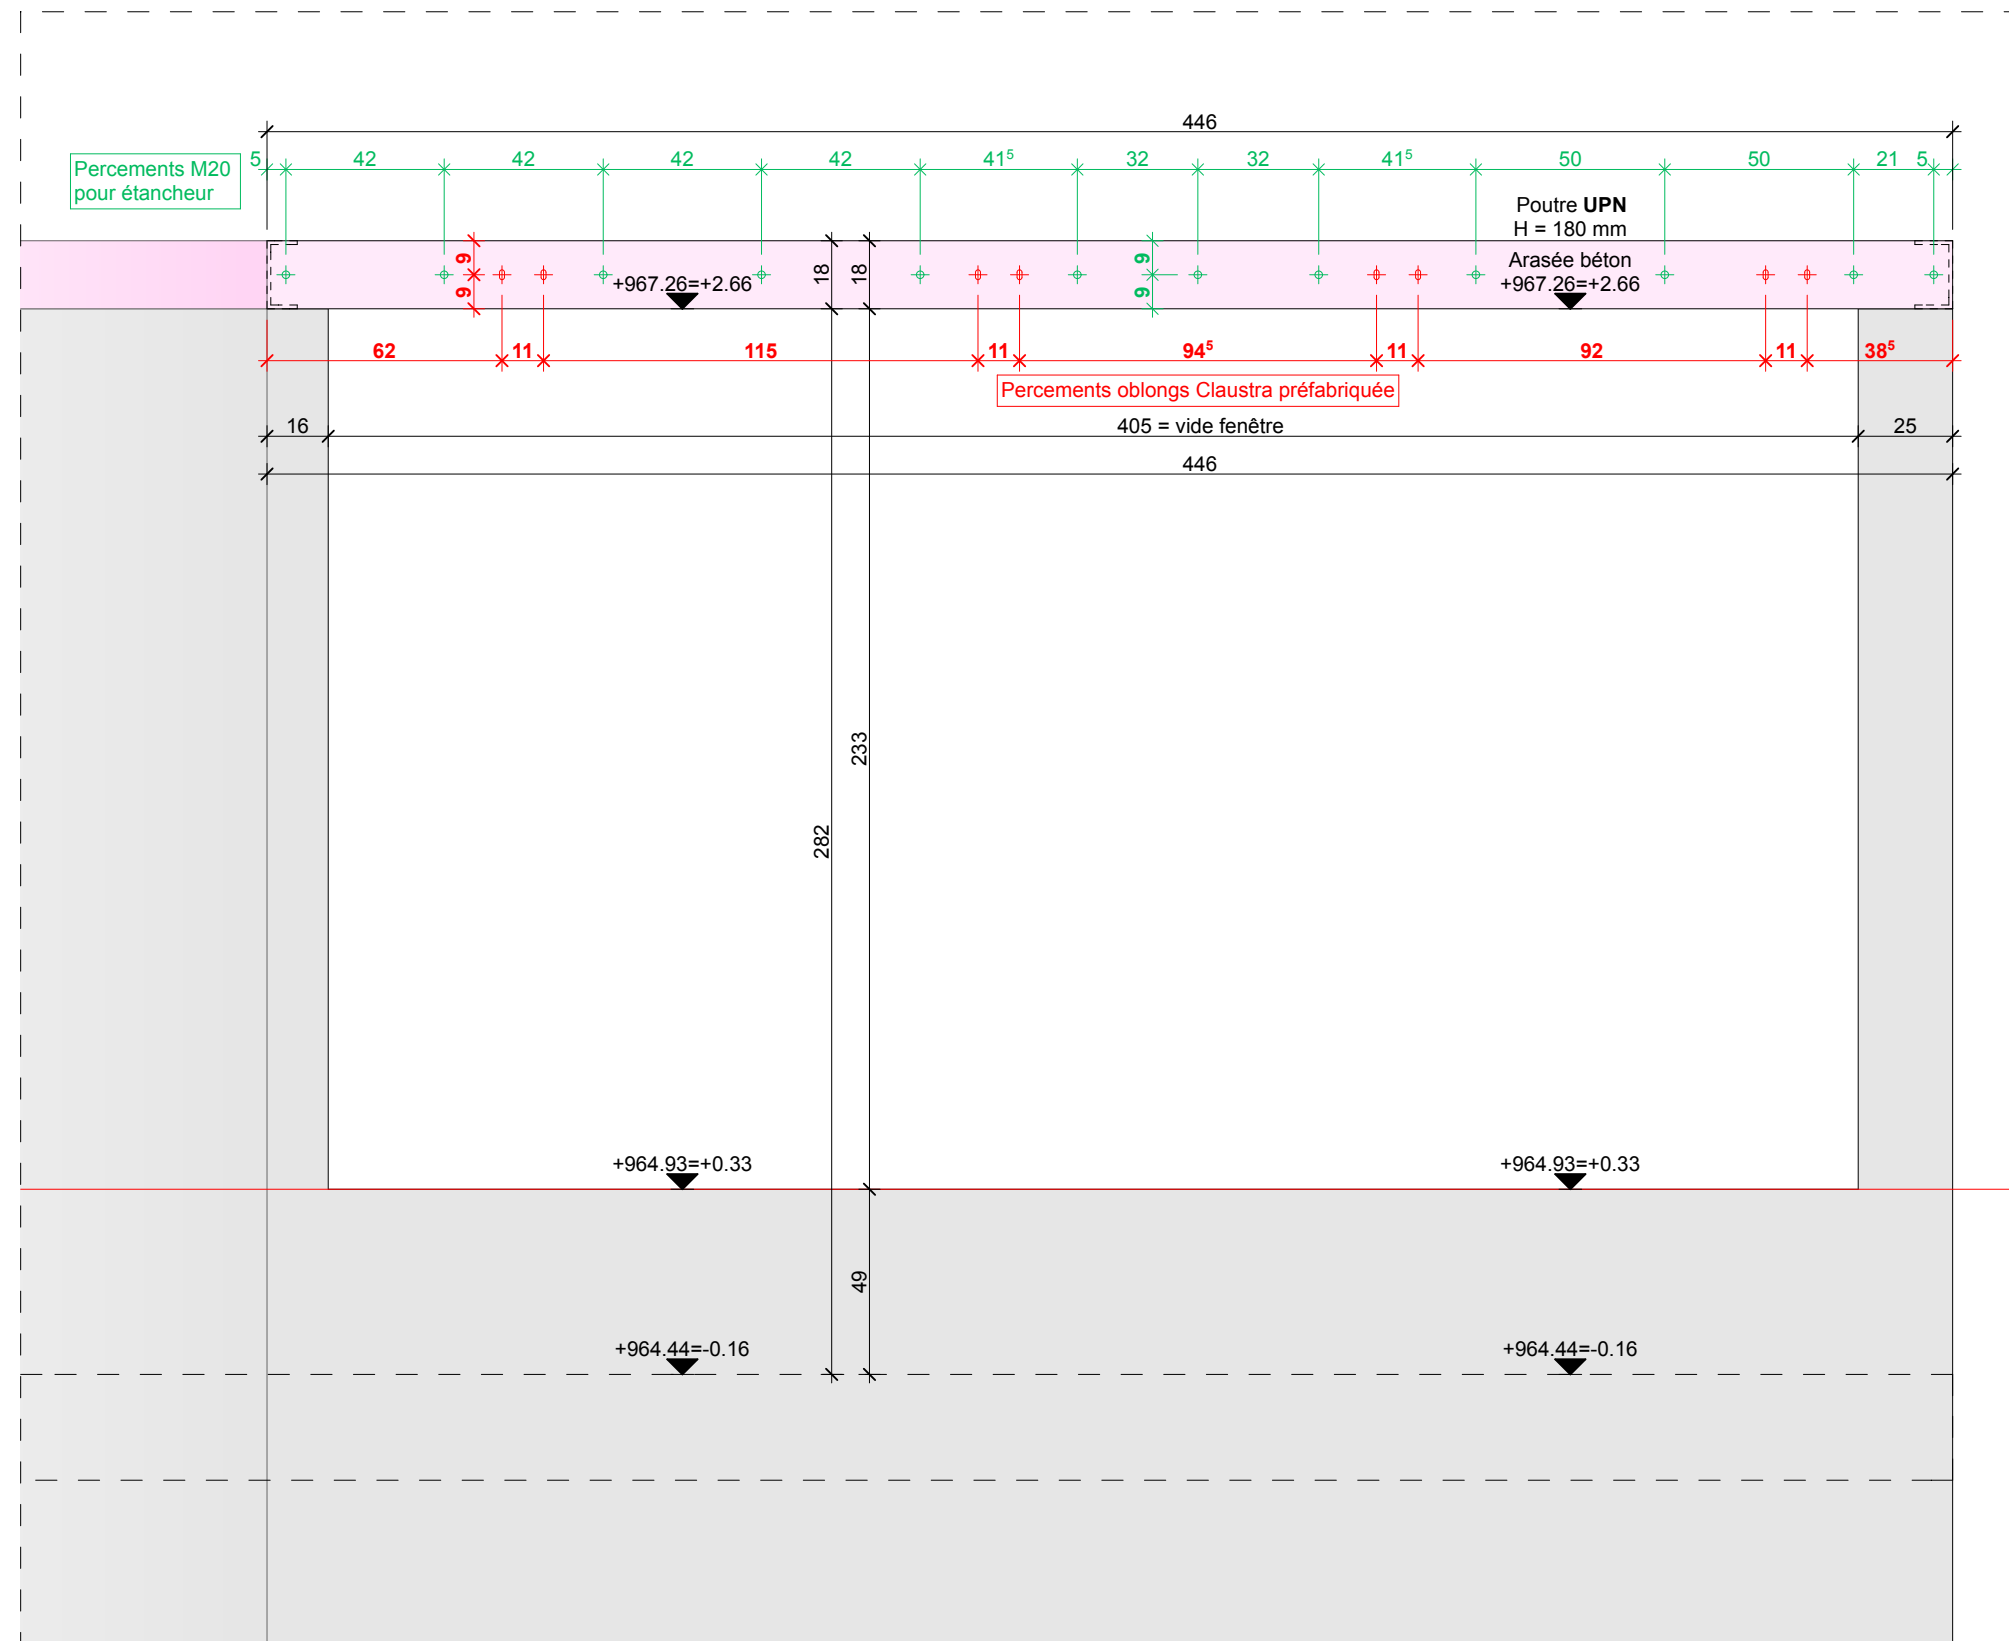 446
5 42 42 42 42 41⁵ 32 32 41⁵ 50 50 21 5
Percements M20
pour étancheur
Poutre UPN
H = 180 mm
Arasée béton
+967.26=+2.66
+967.26=+2.66
9
9
18
18
9
9
62 11 115 11 94⁵ 11 92 11 38⁵
Percements oblongs Claustra préfabriquée
16 405 = vide fenêtre 25
446
233
282
+964.93=+0.33
+964.93=+0.33
49
+964.44=-0.16
+964.44=-0.16